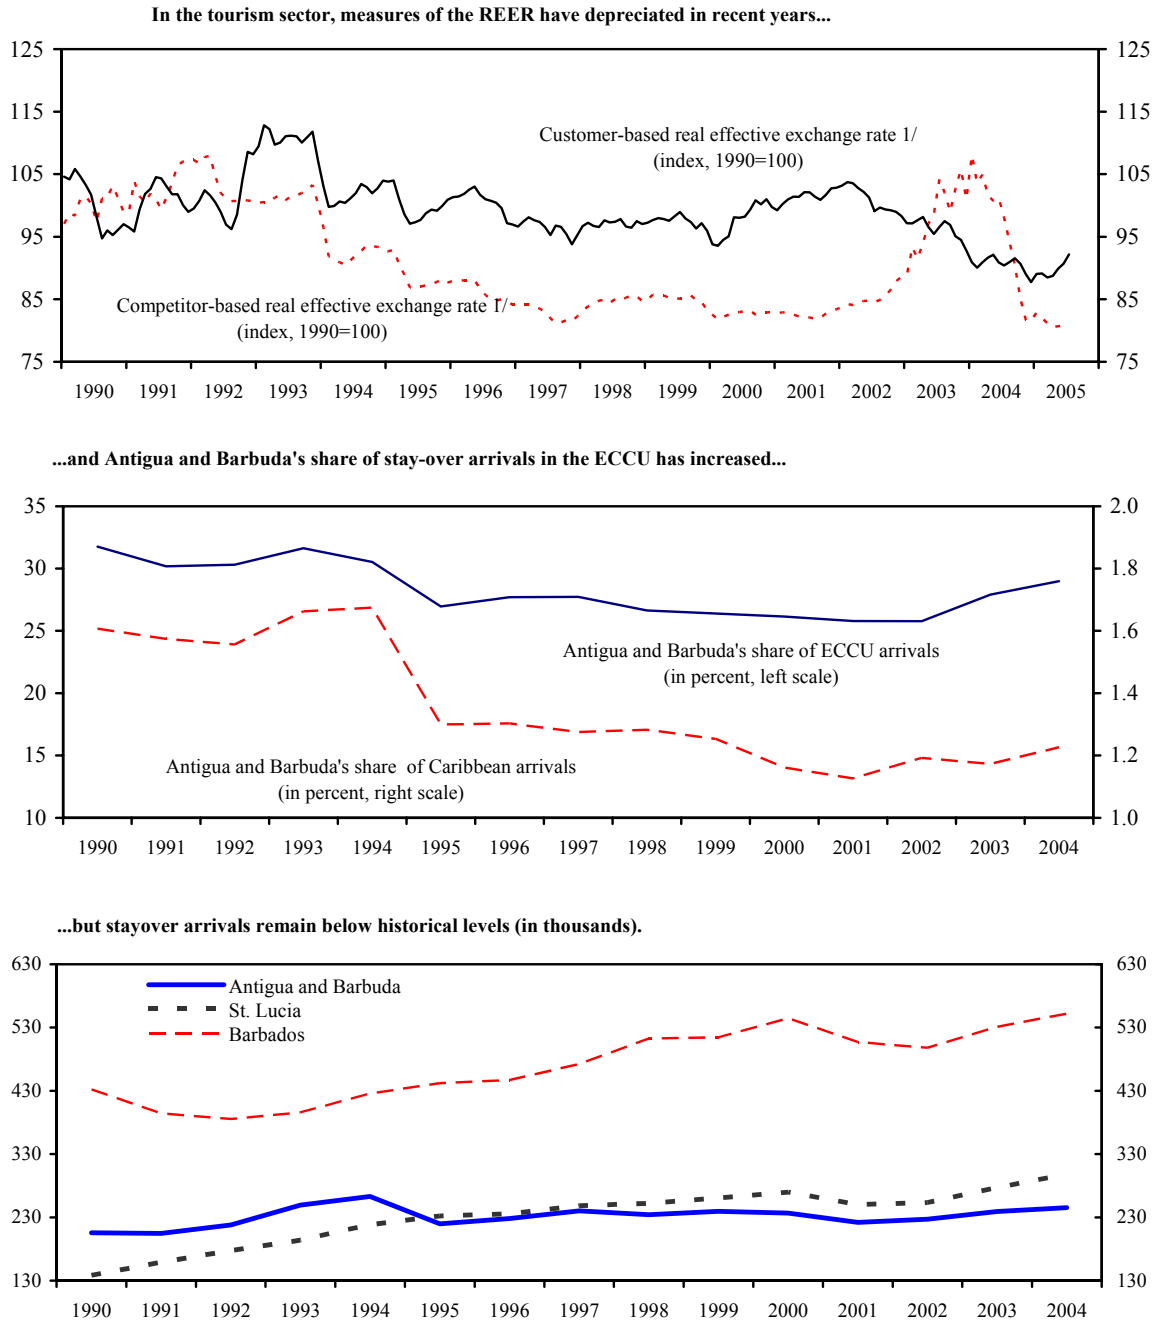 In the tourism sector, measures of the REER have depreciated in recent years...
125 125
115 115
Customer-based real effective exchange rate 1/
(index, 1990=100)
105 105
95 95
85 85
Competitor-based real effective exchange rate 1/
(index, 1990=100)
75 75
1990 1991 1992 1993 1994 1995 1996 1997 1998 1999 2000 2001 2002 2003 2004 2005
...and Antigua and Barbuda's share of stay-over arrivals in the ECCU has increased...
35 2.0
30 1.8
25 1.6
Antigua and Barbuda's share of ECCU arrivals
(in percent, left scale)
20 1.4
15 1.2
Antigua and Barbuda's share of Caribbean arrivals
(in percent, right scale)
10 1.0
1990 1991 1992 1993 1994 1995 1996 1997 1998 1999 2000 2001 2002 2003 2004
...but stayover arrivals remain below historical levels (in thousands).
630 630
Antigua and Barbuda
St. Lucia
Barbados
530 530
430 430
330 330
230 230
130 130
1990 1991 1992 1993 1994 1995 1996 1997 1998 1999 2000 2001 2002 2003 2004